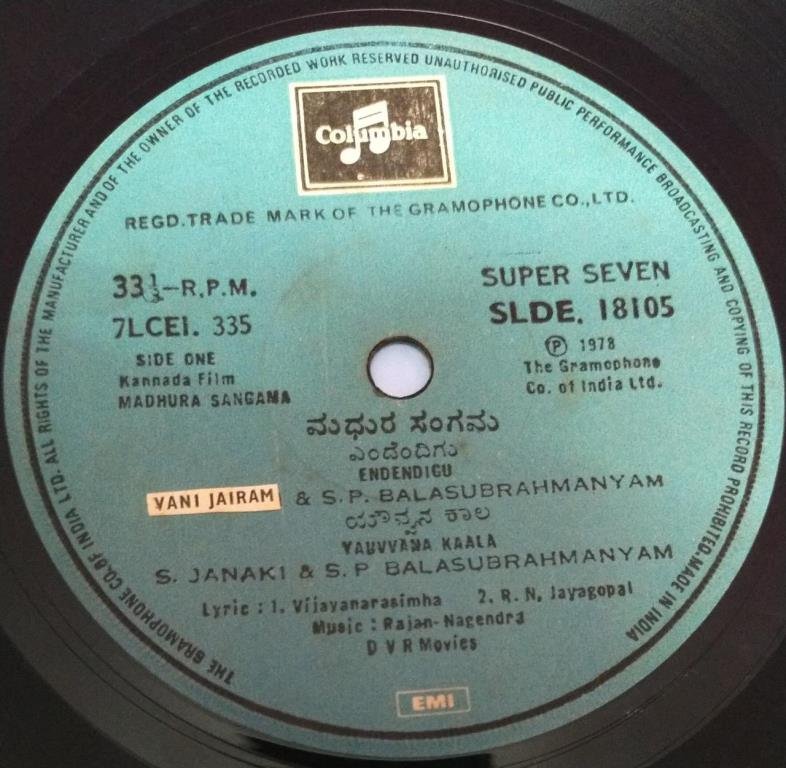 THE GRAMOPHONE CO.OF INDIA LTD. ALL RIGHTS OF THE MANUFACTURER AND OF THE OWNER OF THE RECORDED WORK RESERVED UNAUTHORISED PUBLIC PERFORMANCE BROADCASTING AND COPYING OF THIS RECORD PROHIBITED. MADE IN INDIA
Columbia
REGD. TRADE MARK OF THE GRAMOPHONE CO., LTD.
33⅓–R.P.M.
7LCEI. 335
SIDE ONE
Kannada Film
MADHURA SANGAMA
SUPER SEVEN
SLDE. 18105
Ⓟ 1978
The Gramophone
Co. of India Ltd.
ಮಧುರ ಸಂಗಮ
ಎಂದೆಂದಿಗು
ENDENDIGU
VANI JAIRAM & S.P. BALASUBRAHMANYAM
ಯೌವ್ವನ ಕಾಲ
YAUVVANA KAALA
S. JANAKI & S.P BALASUBRAHMANYAM
Lyric : 1. Vijayanarasimha 2. R. N. Jayagopal
Music : Rajan-Nagendra
D V R Movies
EMI